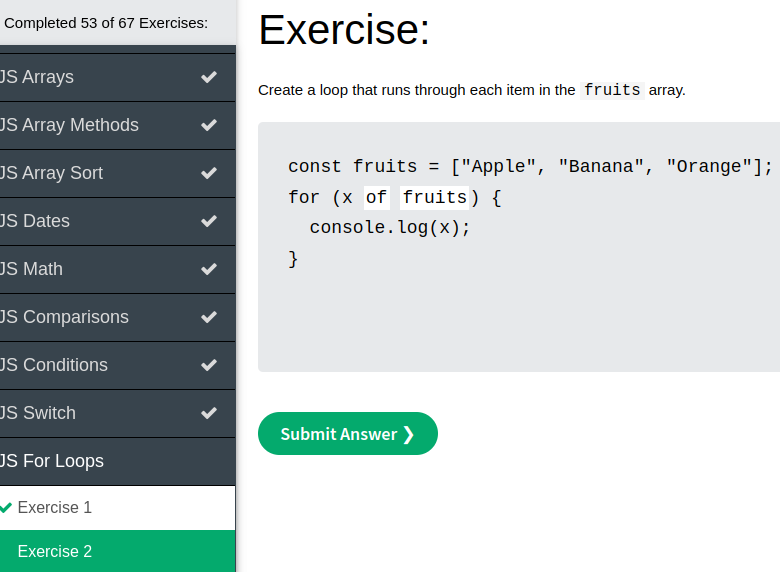 Completed 53 of 67 Exercises:
JS Arrays
JS Array Methods
JS Array Sort
JS Dates
JS Math
JS Comparisons
JS Conditions
JS Switch
JS For Loops
Exercise 1
Exercise 2
Exercise:
Create a loop that runs through each item in the fruits array.
const fruits = ["Apple", "Banana", "Orange"];
for (x of fruits) {
  console.log(x);
}
Submit Answer ❯